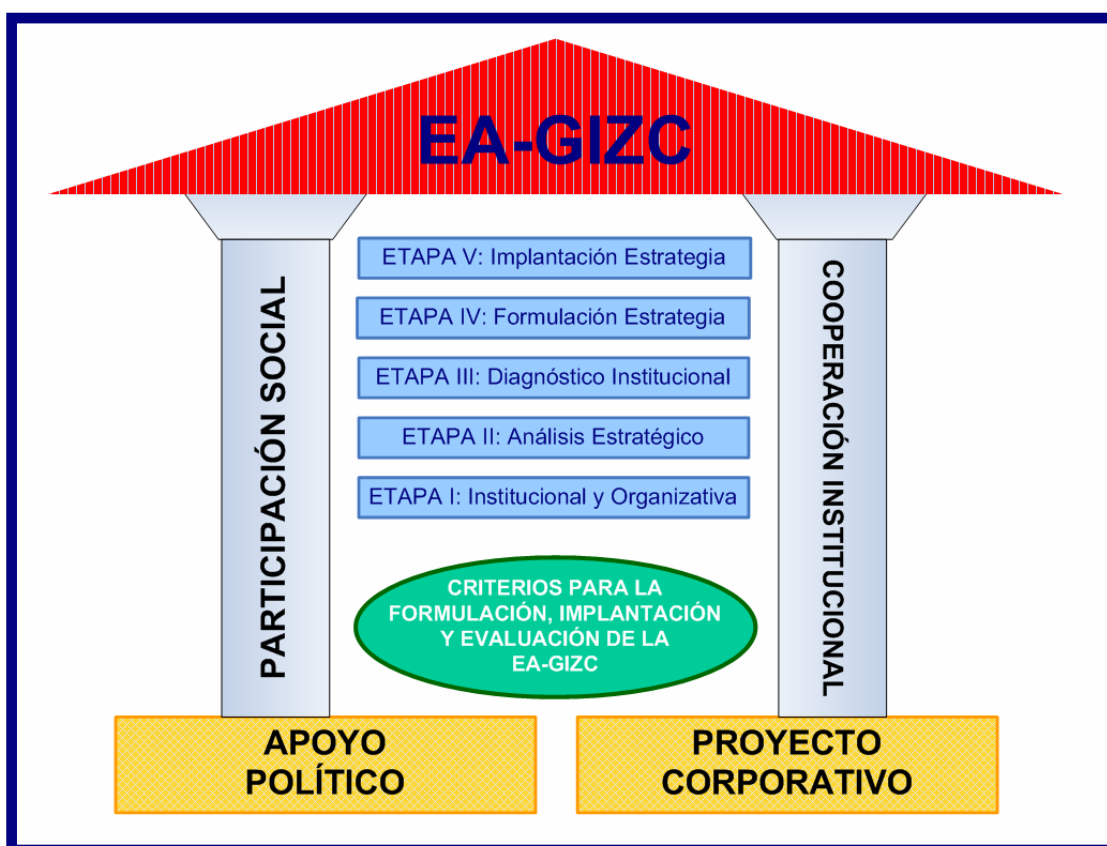 EA-GIZC
PARTICIPACIÓN SOCIAL
ETAPA V: Implantación Estrategia
ETAPA IV: Formulación Estrategia
ETAPA III: Diagnóstico Institucional
ETAPA II: Análisis Estratégico
ETAPA I: Institucional y Organizativa
CRITERIOS PARA LA
FORMULACIÓN, IMPLANTACIÓN
Y EVALUACIÓN DE LA
EA-GIZC
COOPERACIÓN INSTITUCIONAL
APOYO
POLÍTICO
PROYECTO
CORPORATIVO